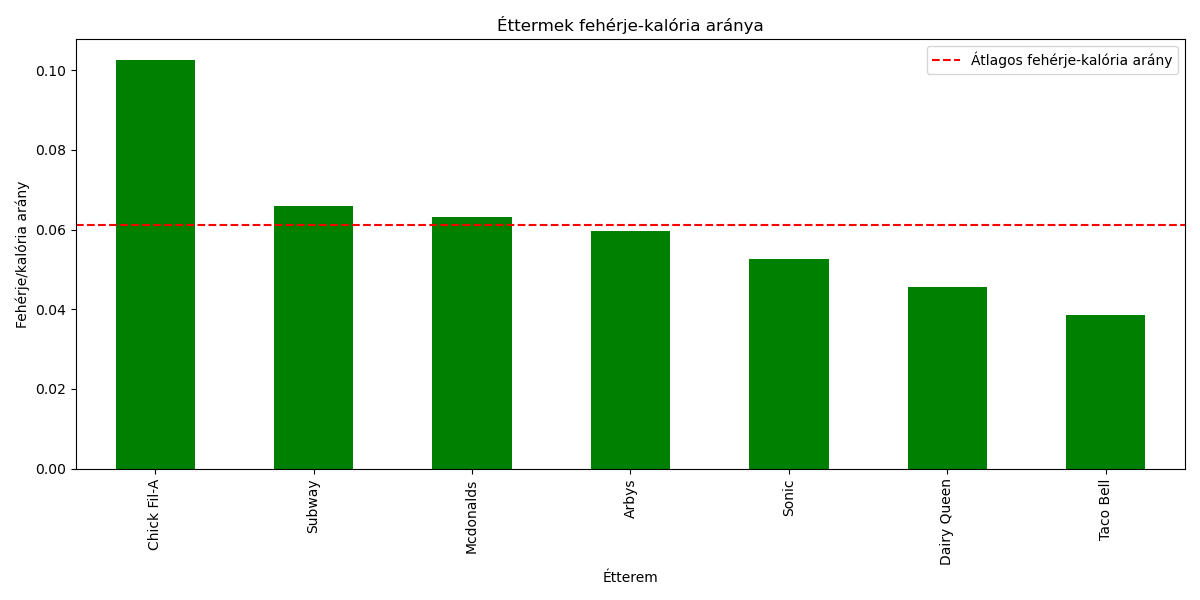 Éttermek fehérje-kalória aránya
Átlagos fehérje-kalória arány
Fehérje/kalória arány
0.10
0.08
0.06
0.04
0.02
0.00
Chick Fil-A
Subway
Mcdonalds
Arbys
Sonic
Dairy Queen
Taco Bell
Étterem